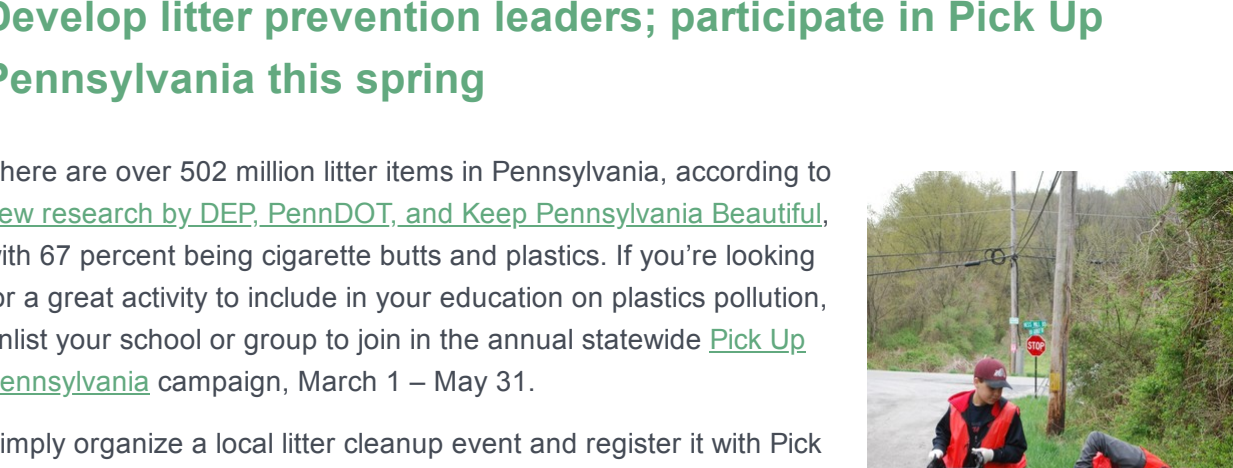 Develop litter prevention leaders; participate in Pick Up
Pennsylvania this spring
here are over 502 million litter items in Pennsylvania, according to
ew research by DEP, PennDOT, and Keep Pennsylvania Beautiful,
ith 67 percent being cigarette butts and plastics. If you’re looking
or a great activity to include in your education on plastics pollution,
nlist your school or group to join in the annual statewide Pick Up
ennsylvania campaign, March 1 – May 31.
imply organize a local litter cleanup event and register it with Pick
STOP